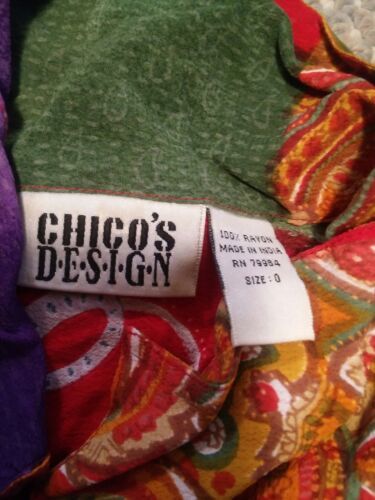 CHICO'S
D·E·S·I·G·N
100% RAYON
MADE IN INDIA
RN 79984
SIZE : 0